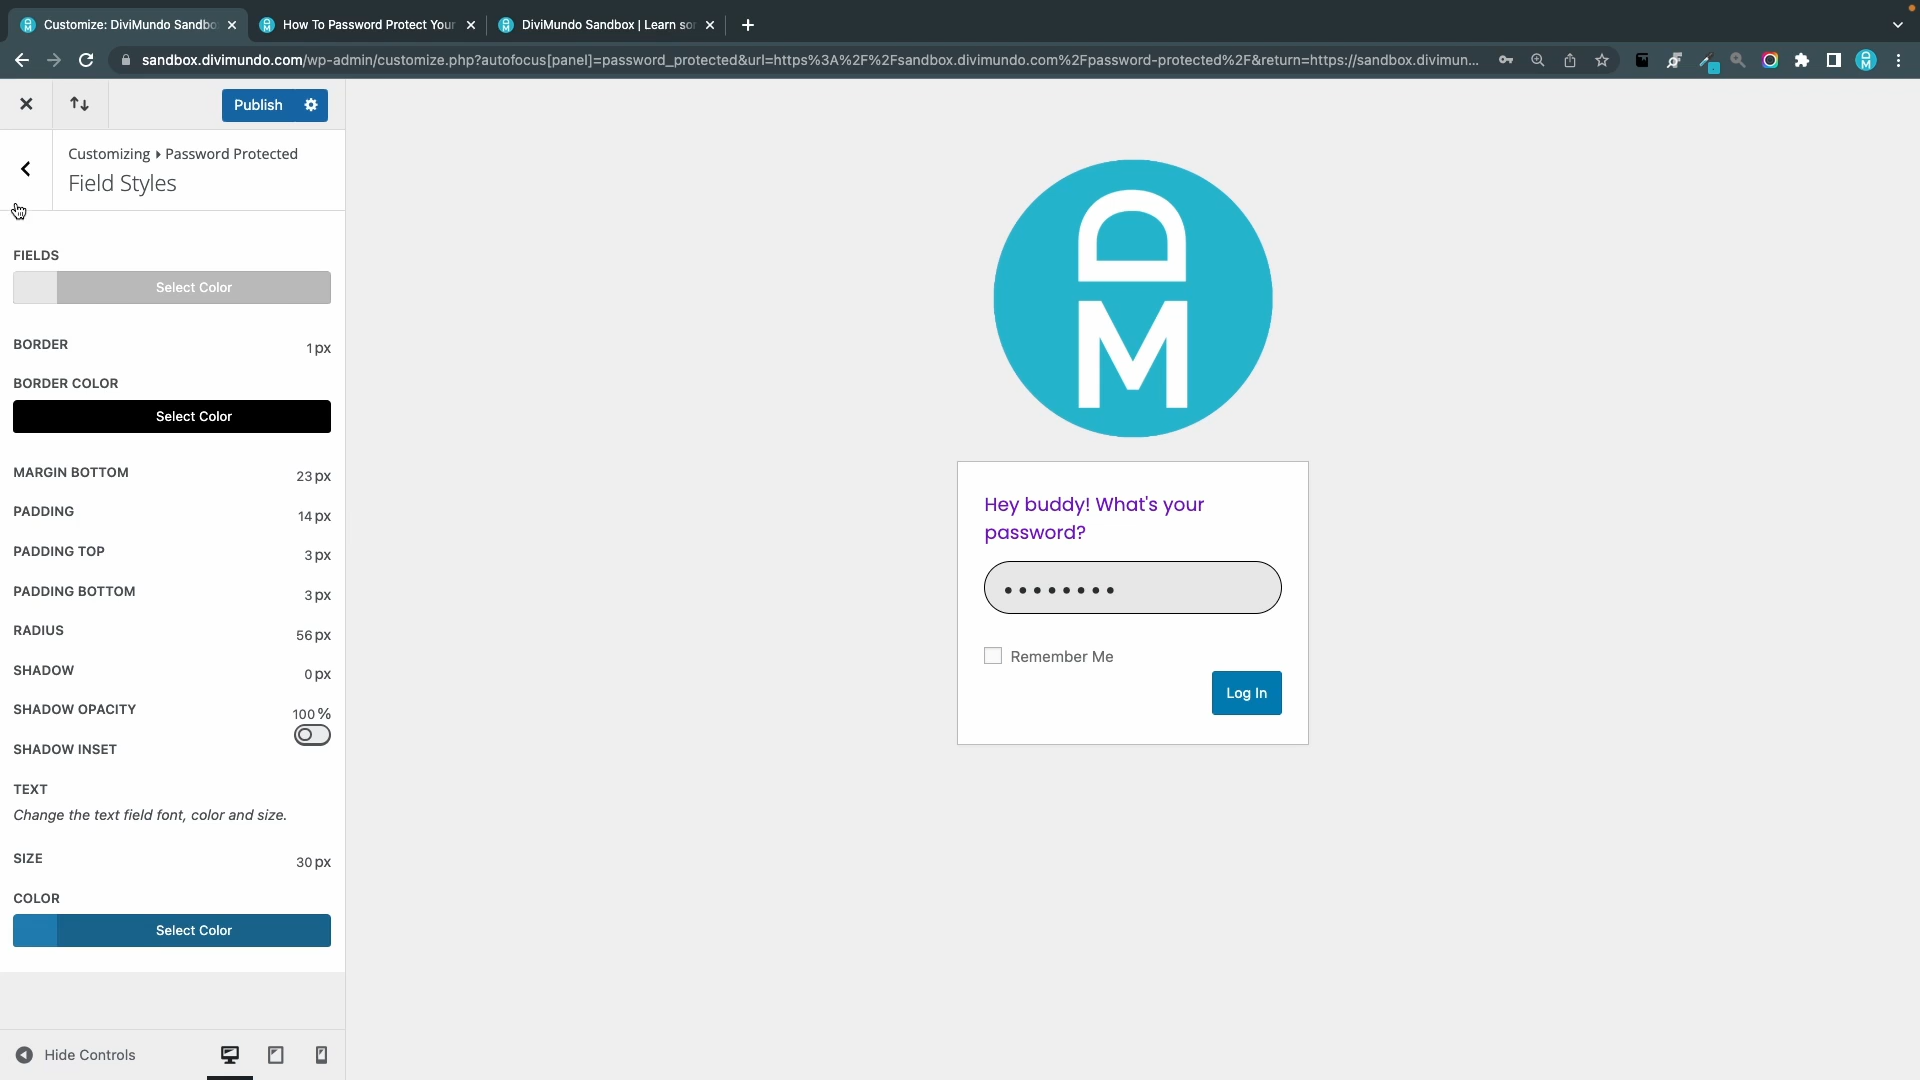 Customize: DiviMundo Sandbo
How To Password Protect Your
DiviMundo Sandbox | Learn sor
sandbox.divimundo.com/wp-admin/customize.php?autofocus[panel]=password_protected&url=https%3A%2F%2Fsandbox.divimundo.com%2Fpassword-protected%2F&return=https://sandbox.divimun...
Publish
Customizing ▸ Password Protected
Field Styles
FIELDS
Select Color
BORDER 1 px
BORDER COLOR
Select Color
MARGIN BOTTOM 23 px
PADDING 14 px
PADDING TOP 3 px
PADDING BOTTOM 3 px
RADIUS 56 px
SHADOW 0 px
SHADOW OPACITY 100 %
SHADOW INSET
TEXT
Change the text field font, color and size.
SIZE 30 px
COLOR
Select Color
Hide Controls
DM
Hey buddy! What's your
password?
Remember Me
Log In